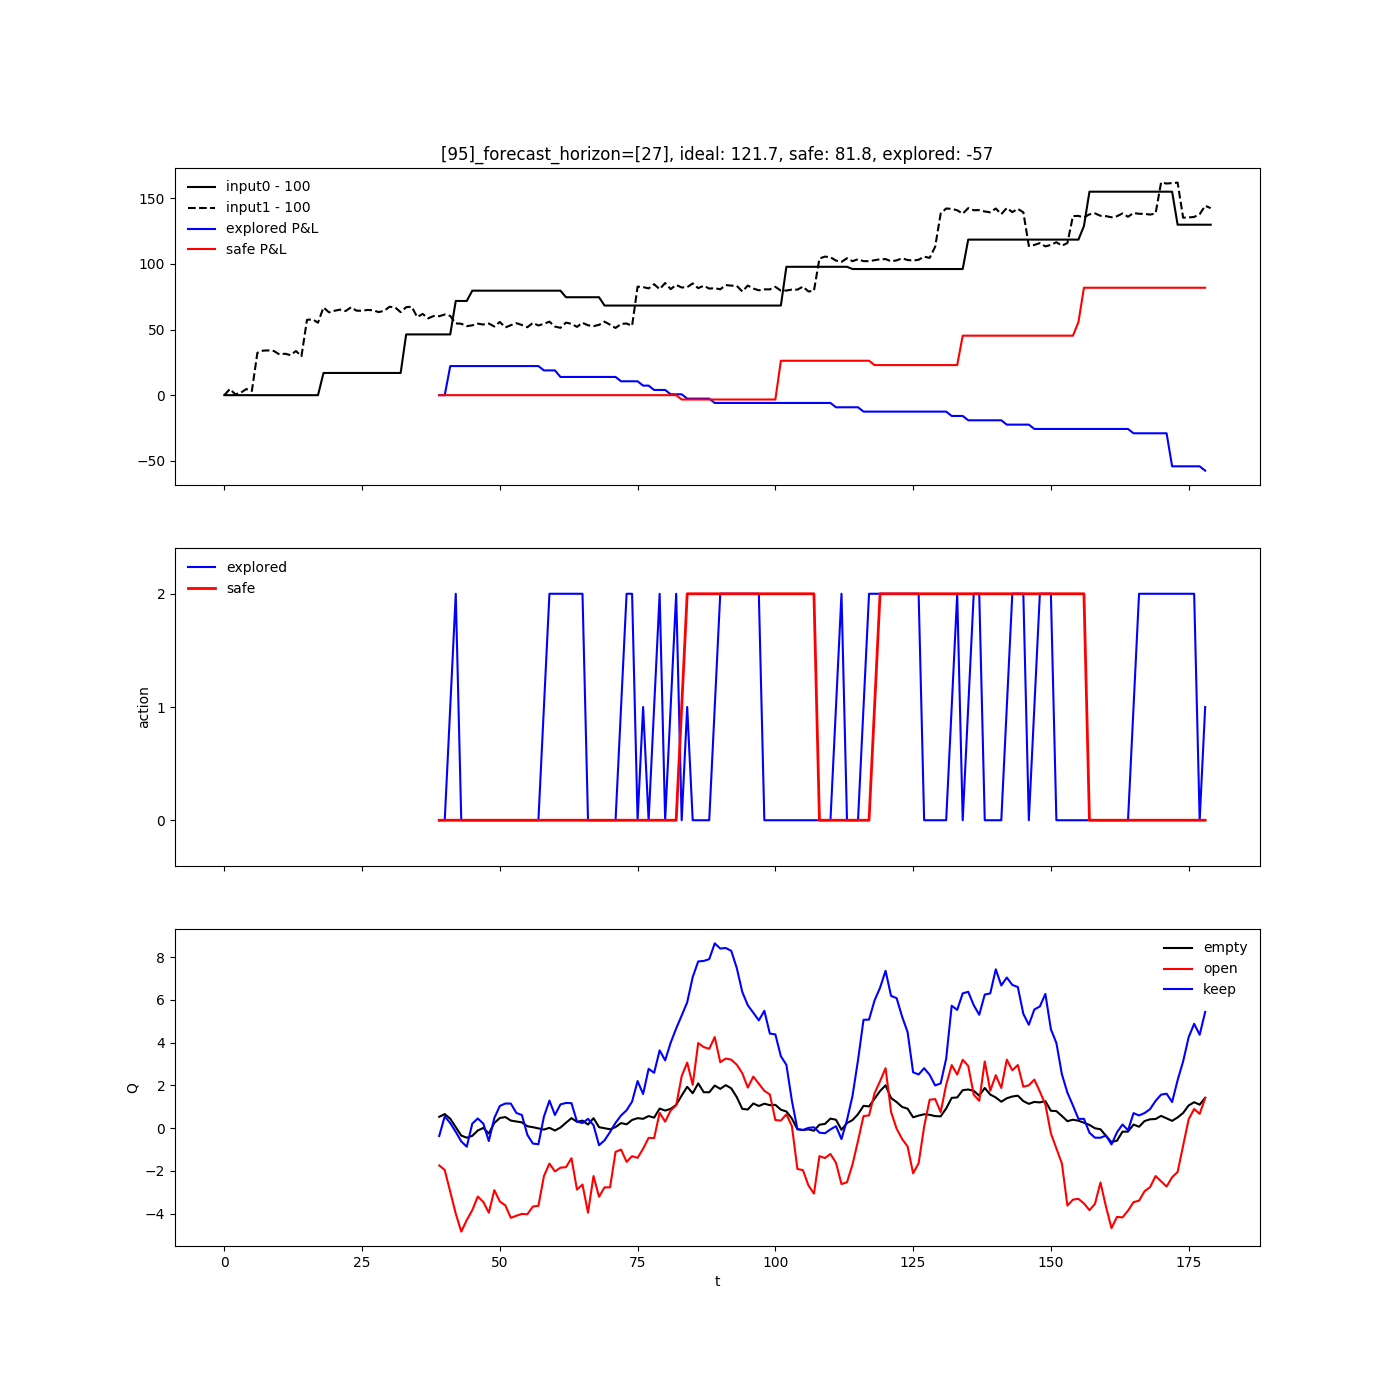 [95]_forecast_horizon=[27], ideal: 121.7, safe: 81.8, explored: -57
input0 - 100
input1 - 100
explored P&L
safe P&L
150
100
50
0
−50
explored
safe
2
1
0
action
empty
open
keep
8
6
4
2
0
−2
−4
Q
0 25 50 75 100 125 150 175
t